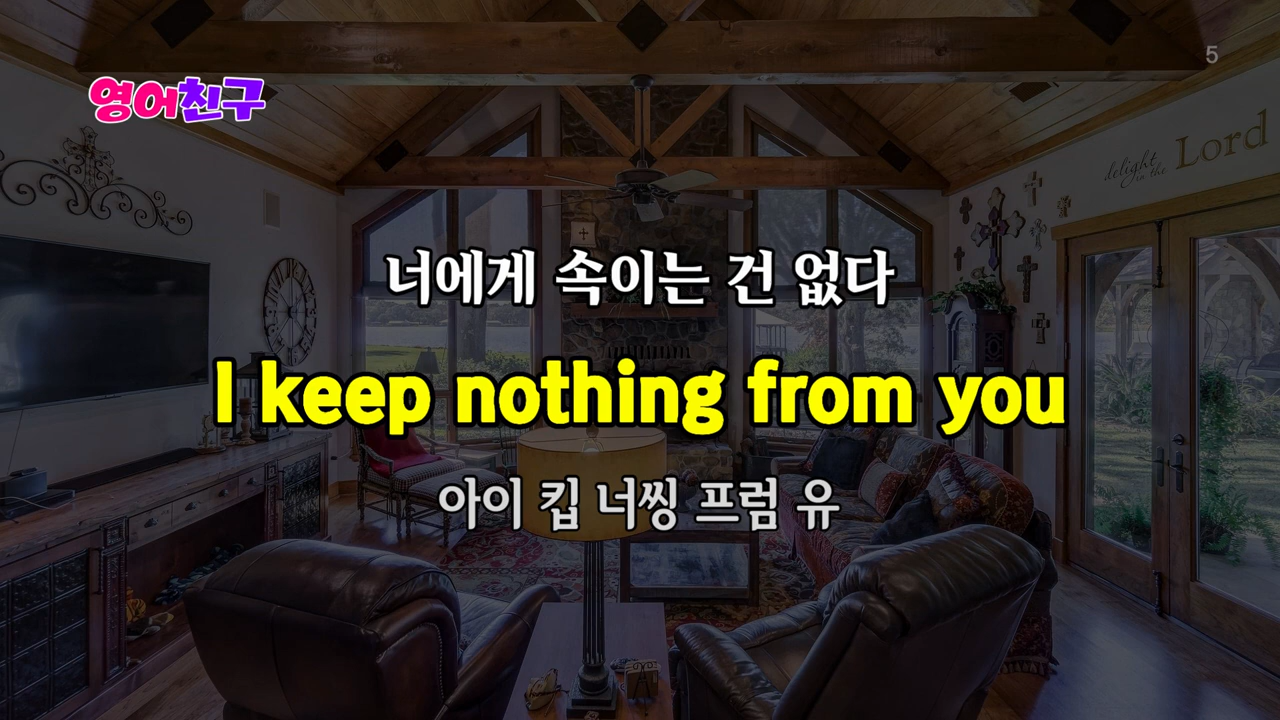 5
영어친구
delight
in the Lord
너에게 속이는 건 없다
I keep nothing from you
아이 킵 너씽 프럼 유